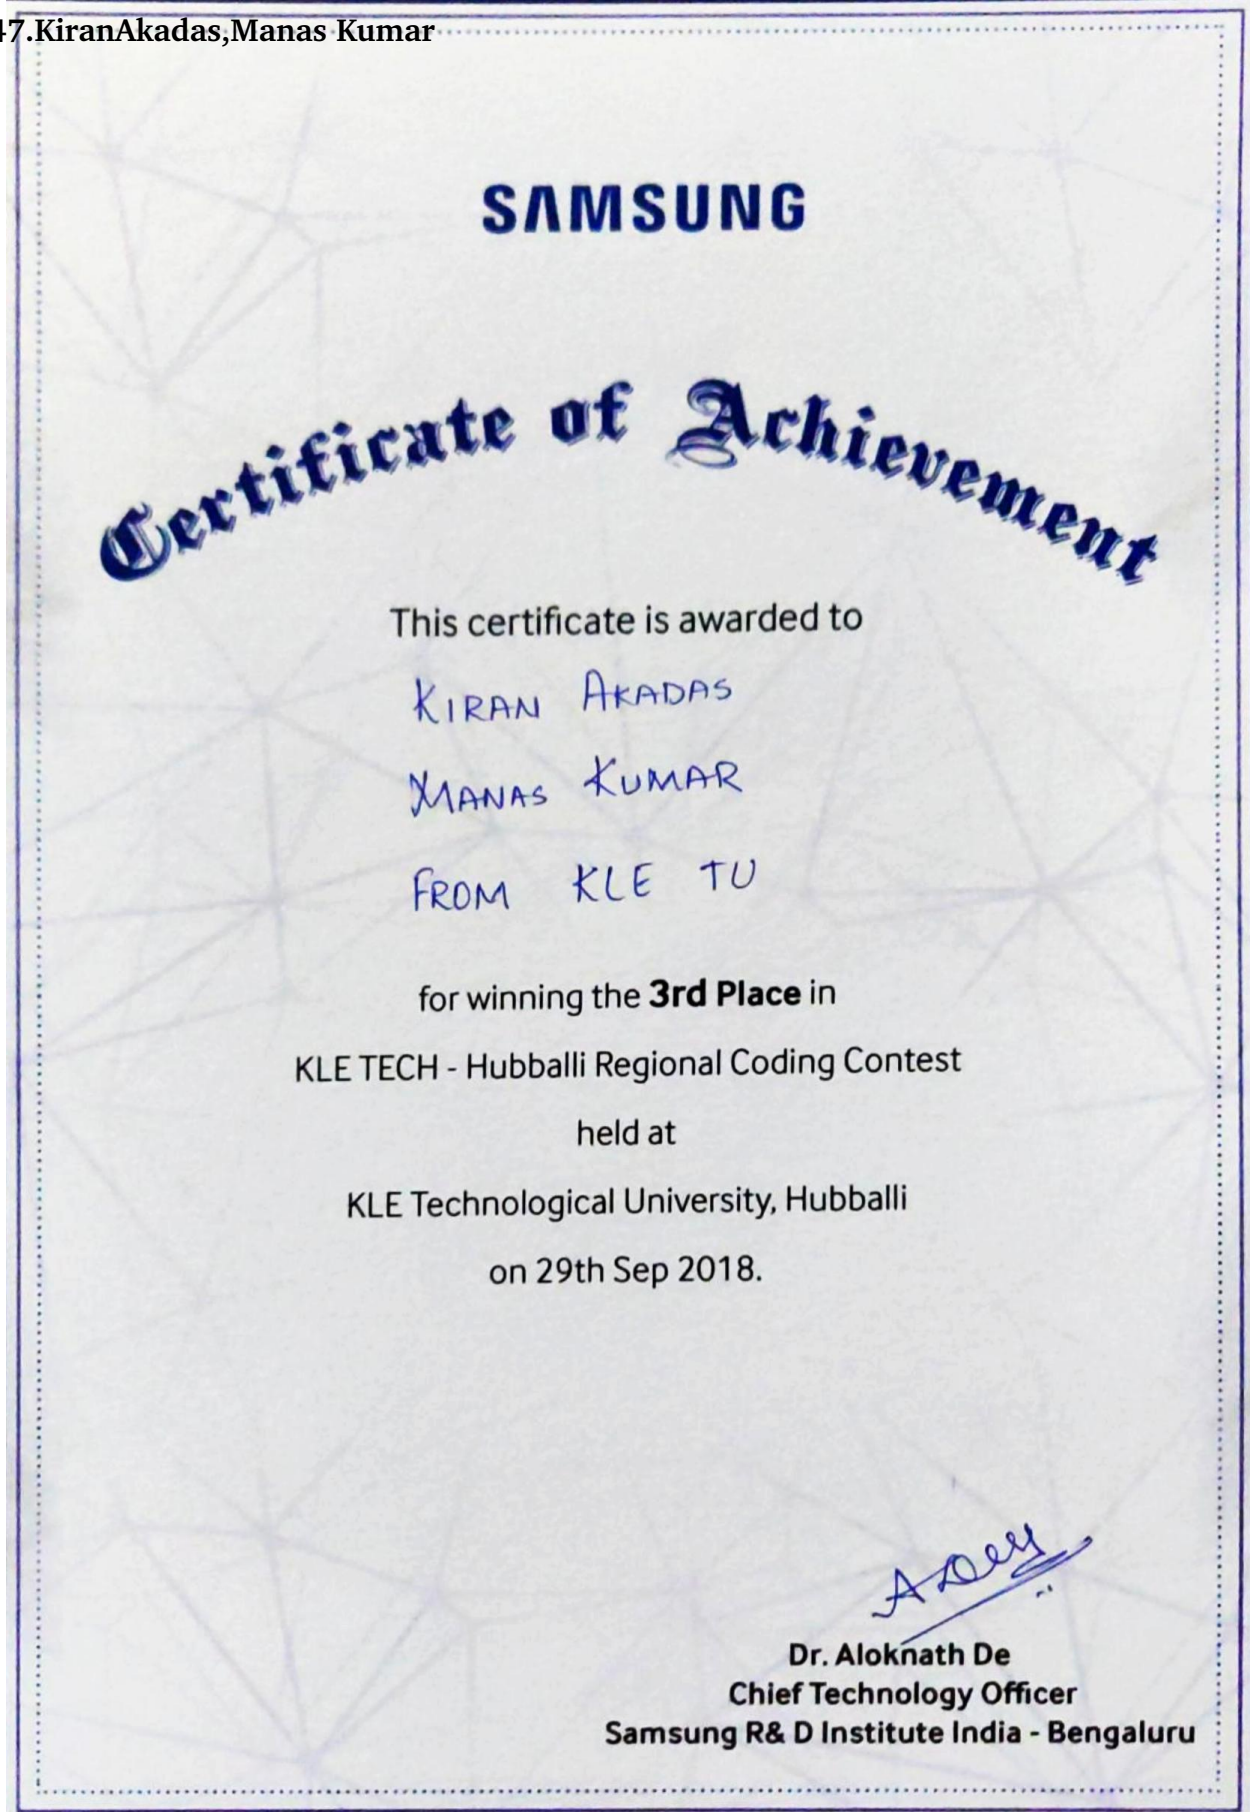 47.KiranAkadas,Manas Kumar
SAMSUNG
Certificate of Achievement
This certificate is awarded to
KIRAN AKADAS
MANAS KUMAR
FROM KLE TU
for winning the 3rd Place in
KLE TECH - Hubballi Regional Coding Contest
held at
KLE Technological University, Hubballi
on 29th Sep 2018.
ADey
Dr. Aloknath De
Chief Technology Officer
Samsung R& D Institute India - Bengaluru